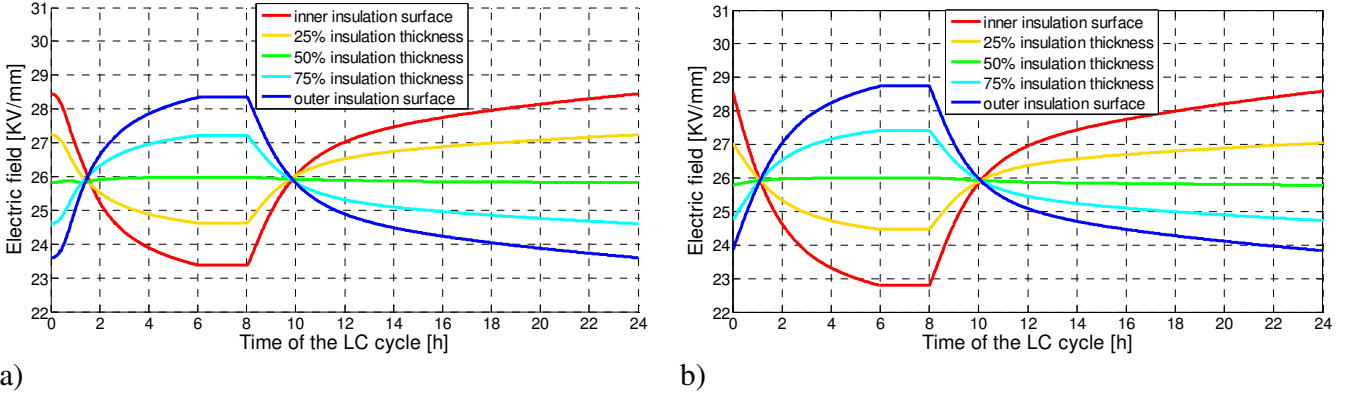 31
30
29
28
27
26
25
24
23
22
Electric field [KV/mm]
0 2 4 6 8 10 12 14 16 18 20 22 24
Time of the LC cycle [h]
inner insulation surface
25% insulation thickness
50% insulation thickness
75% insulation thickness
outer insulation surface
a)
31
30
29
28
27
26
25
24
23
22
Electric field [KV/mm]
0 2 4 6 8 10 12 14 16 18 20 22 24
Time of the LC cycle [h]
inner insulation surface
25% insulation thickness
50% insulation thickness
75% insulation thickness
outer insulation surface
b)